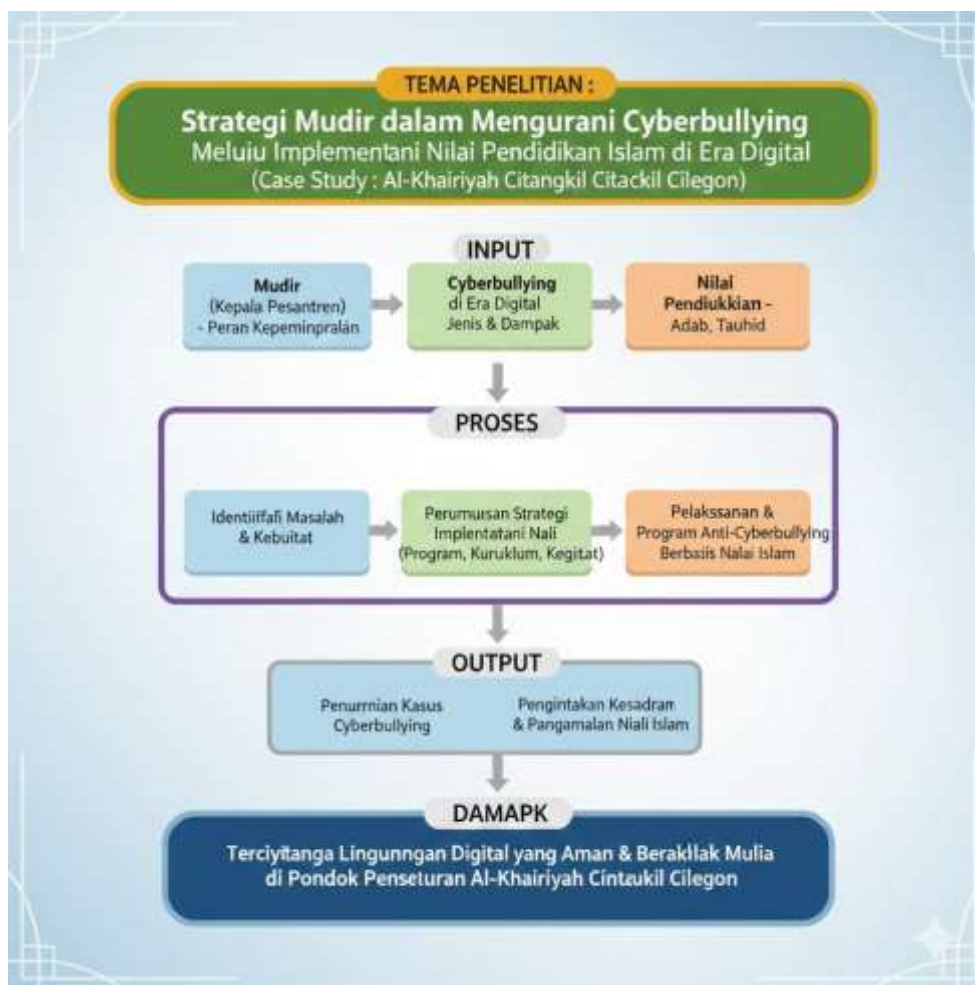 TEMA PENELITIAN :
Strategi Mudir dalam Mengurani Cyberbullying
Meluiu Implementani Nilai Pendidikan Islam di Era Digital
(Case Study : Al-Khairiyah Citangkil Citackil Cilegon)
INPUT
Mudir
(Kepala Pesantren)
- Peran Kepeminpralan
Cyberbullying
di Era Digital
Jenis & Dampak
Nilai
Pendiukkian -
Adab, Tauhid
PROSES
Identiiffafi Masalah
& Kebuitat
Perumursan Strategi
Implentatani Nali
(Program, Kuruklum, Kegitat)
Pelakssanan &
Program Anti-Cyberbullying
Berbatis Nalai Islam
OUTPUT
Penurrnian Kasus
Cyberbullying
Pengintakan Kesadram
& Pangamalan Niali Islam
DAMAPK
Terciyitanga Lingunngan Digital yang Aman & Berakllak Mulia
di Pondok Penseturan Al-Khairiyah Cintaukil Cilegon